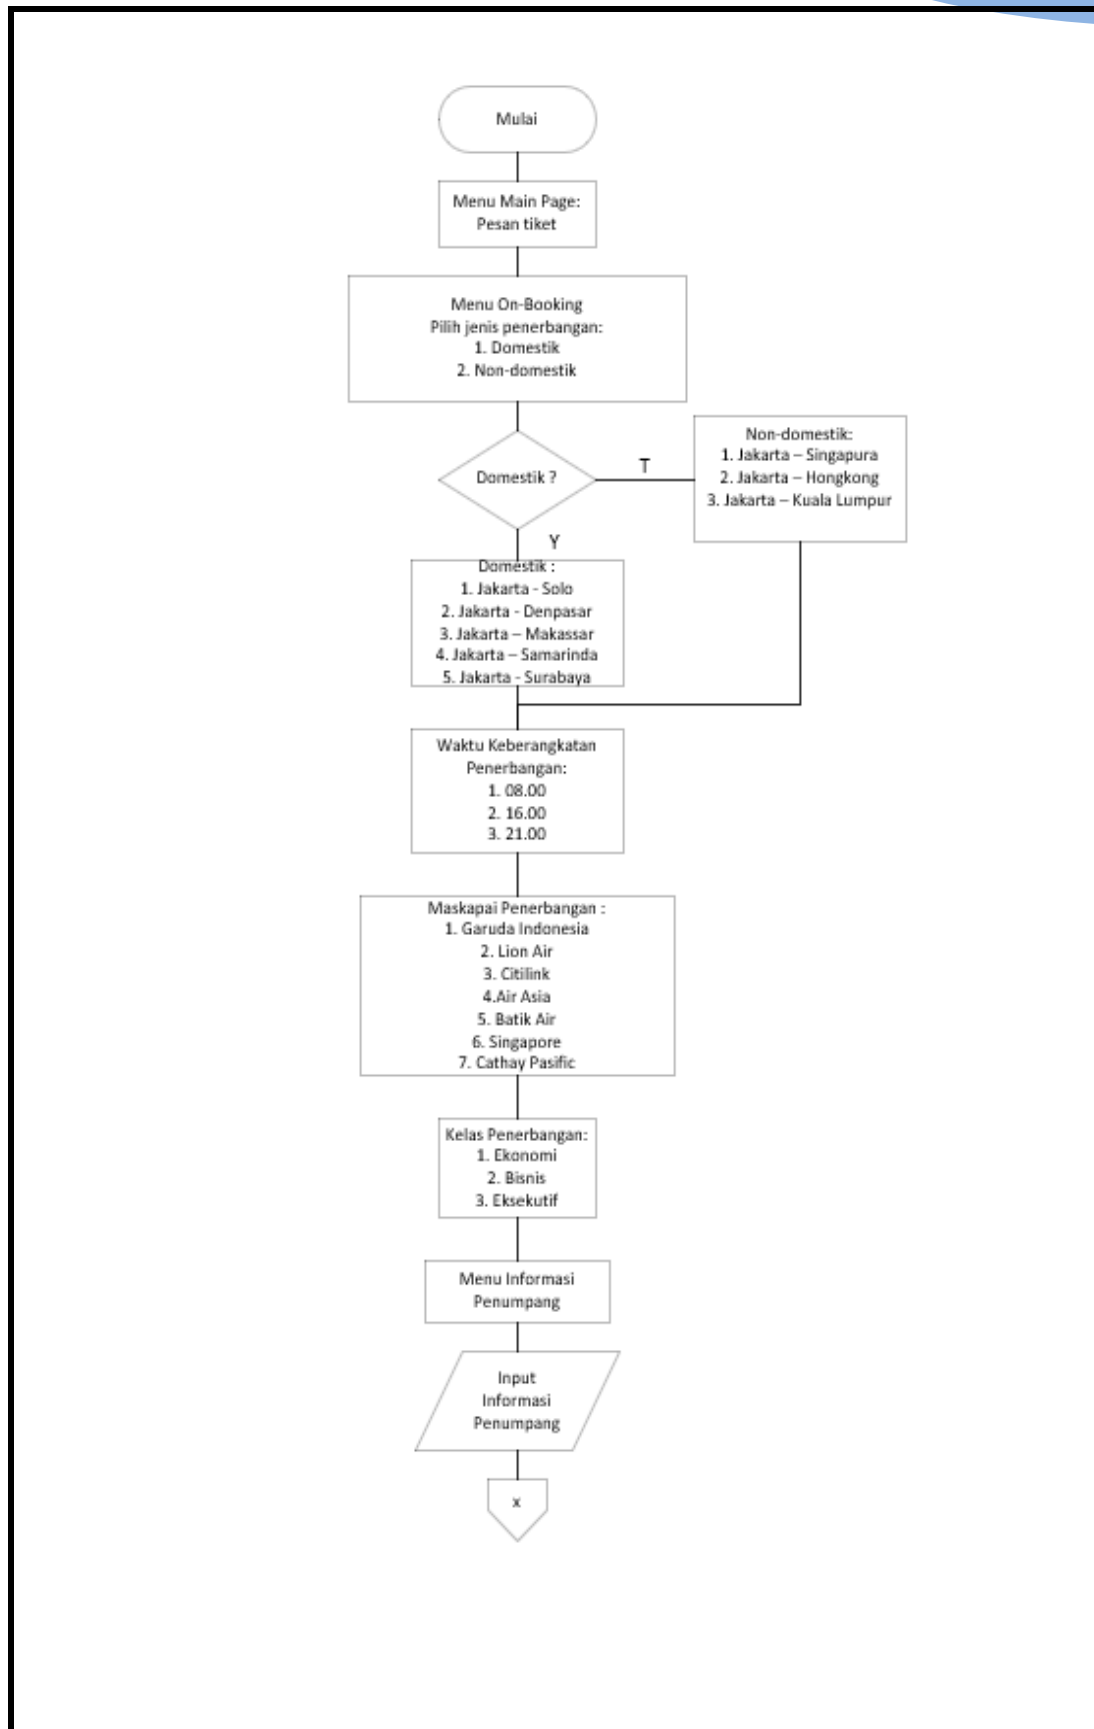 Mulai
Menu Main Page:
Pesan tiket
Menu On-Booking
Pilih jenis penerbangan:
1. Domestik
2. Non-domestik
Domestik ?
T
Non-domestik:
1. Jakarta – Singapura
2. Jakarta – Hongkong
3. Jakarta – Kuala Lumpur
Y
Domestik :
1. Jakarta - Solo
2. Jakarta - Denpasar
3. Jakarta – Makassar
4. Jakarta – Samarinda
5. Jakarta - Surabaya
Waktu Keberangkatan
Penerbangan:
1. 08.00
2. 16.00
3. 21.00
Maskapai Penerbangan :
1. Garuda Indonesia
2. Lion Air
3. Citilink
4.Air Asia
5. Batik Air
6. Singapore
7. Cathay Pasific
Kelas Penerbangan:
1. Ekonomi
2. Bisnis
3. Eksekutif
Menu Informasi
Penumpang
Input
Informasi
Penumpang
x